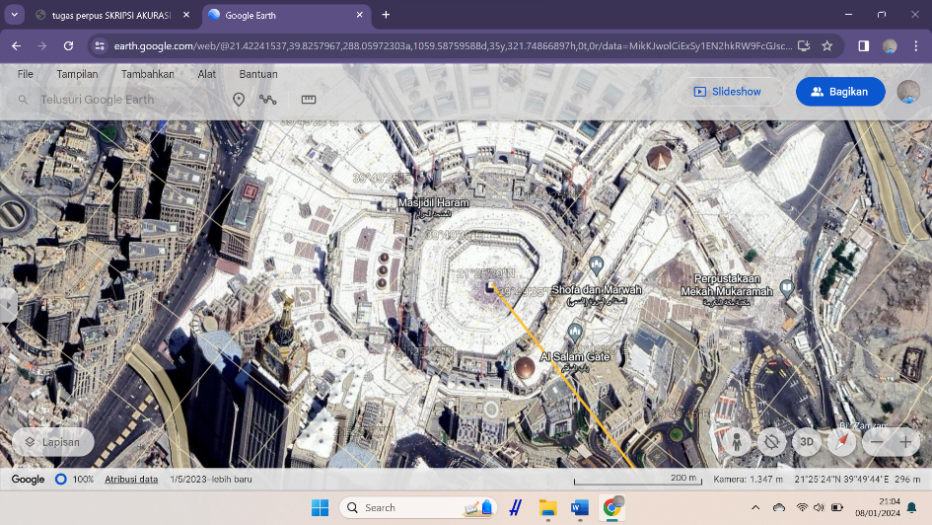 tugas perpus SKRIPSI AKURASI
Google Earth
earth.google.com/web/@21.42241537,39.8257967,288.05972303a,1059.58759588d,35y,321.74866897h,0t,0r/data=MikKJwolCiExSy1EN2hkRW9FcGJsc...
File Tampilan Tambahkan Alat Bantuan
Telusuri Google Earth
Slideshow
Bagikan
Masjidil Haram
المسجد الحرام
Shofa dan Marwah
Perpustakaan
Mekah Mukaramah
مكتبة مكة المكرمة
Al Salam Gate
Lapisan
3D
Google 100% Atribusi data 1/5/2023-lebih baru
200 m Kamera: 1.347 m 21°25'24"N 39°49'44"E 296 m
Search
21:04
08/01/2024